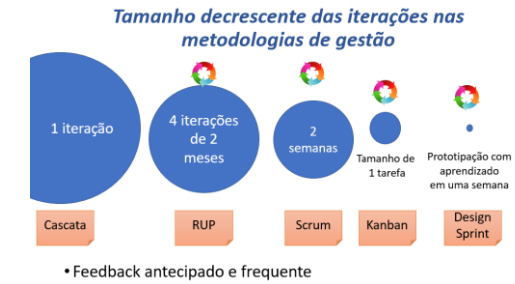 Tamanho decrescente das iterações nas
metodologias de gestão
1 iteração
4 iterações
de 2
meses
2
semanas
Tamanho de
1 tarefa
Prototipação com
aprendizado
em uma semana
Cascata
RUP
Scrum
Kanban
Design
Sprint
• Feedback antecipado e frequente